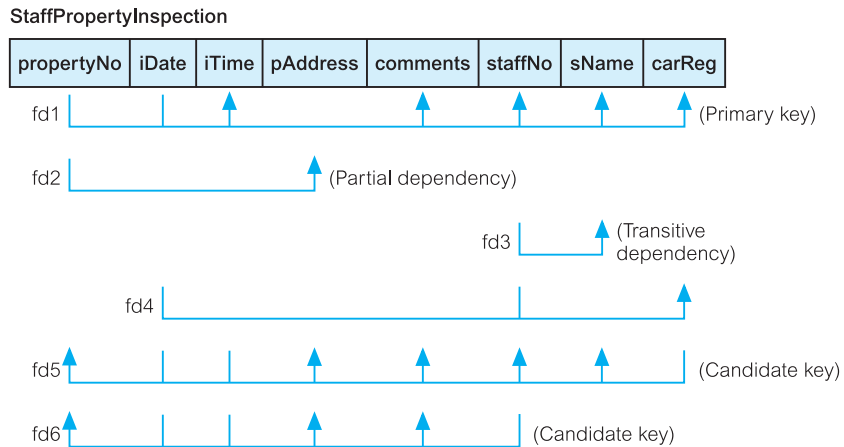 StaffPropertyInspection
propertyNo iDate iTime pAddress comments staffNo sName carReg
fd1 (Primary key)
fd2 (Partial dependency)
fd3 (Transitive
dependency)
fd4
fd5 (Candidate key)
fd6 (Candidate key)